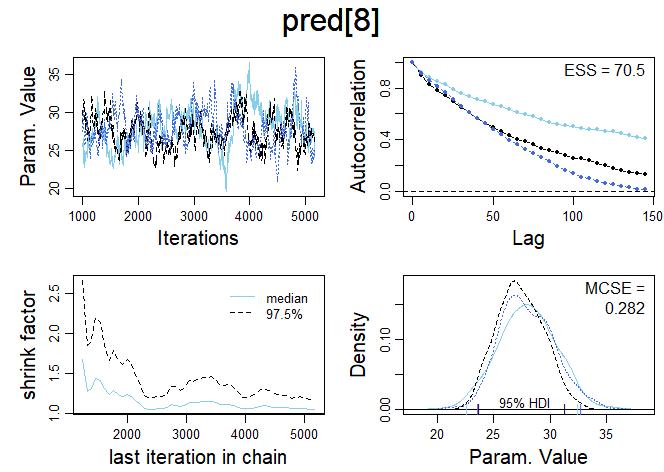 pred[8]
Param. Value
35
30
25
20
1000 2000 3000 4000 5000
Iterations
Autocorrelation
0.8
0.4
0.0
ESS = 70.5
0 50 100 150
Lag
shrink factor
2.5
2.0
1.5
1.0
median
97.5%
2000 3000 4000 5000
last iteration in chain
Density
0.10
0.00
MCSE =
0.282
95% HDI
20 25 30 35
Param. Value